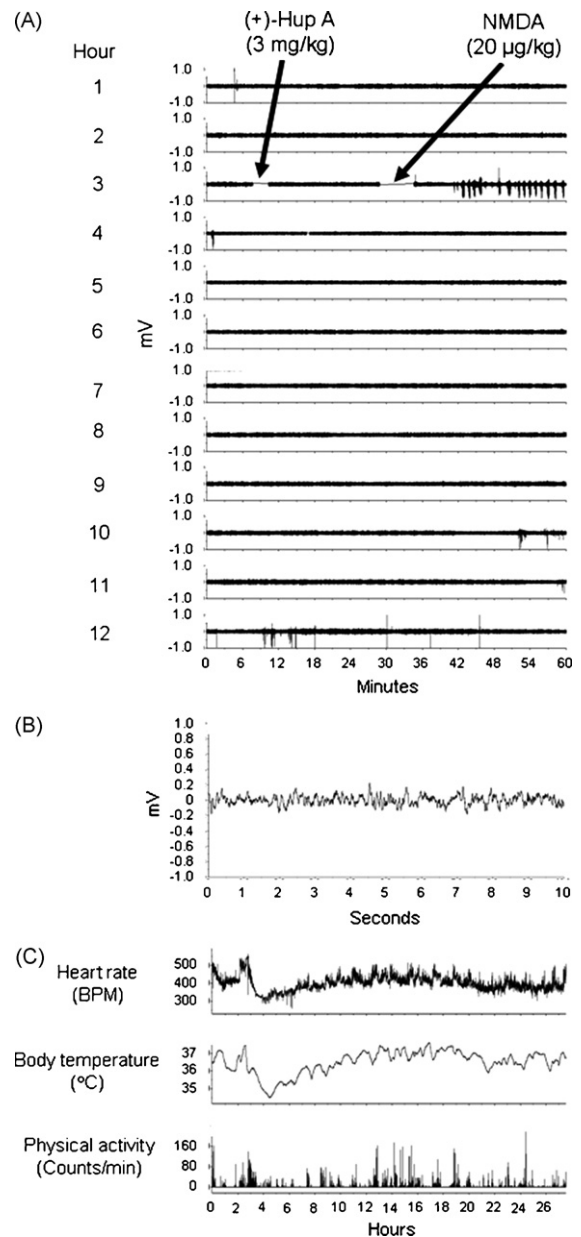 (A)
(+)-Hup A
(3 mg/kg)
NMDA
(20 µg/kg)
Hour
1
1.0
-1.0
2
1.0
-1.0
3
1.0
-1.0
4
1.0
-1.0
5
1.0
-1.0
6
1.0
-1.0
mV
7
1.0
-1.0
8
1.0
-1.0
9
1.0
-1.0
10
1.0
-1.0
11
1.0
-1.0
12
1.0
-1.0
0 6 12 18 24 30 36 42 48 54 60
Minutes
(B)
1.0
0.8
0.6
0.4
0.2
0
-0.2
-0.4
-0.6
-0.8
-1.0
mV
0 1 2 3 4 5 6 7 8 9 10
Seconds
(C)
Heart rate
(BPM)
500
400
300
Body temperature
(°C)
37
36
35
Physical activity
(Counts/min)
160
80
0
0 2 4 6 8 10 12 14 16 18 20 22 24 26
Hours